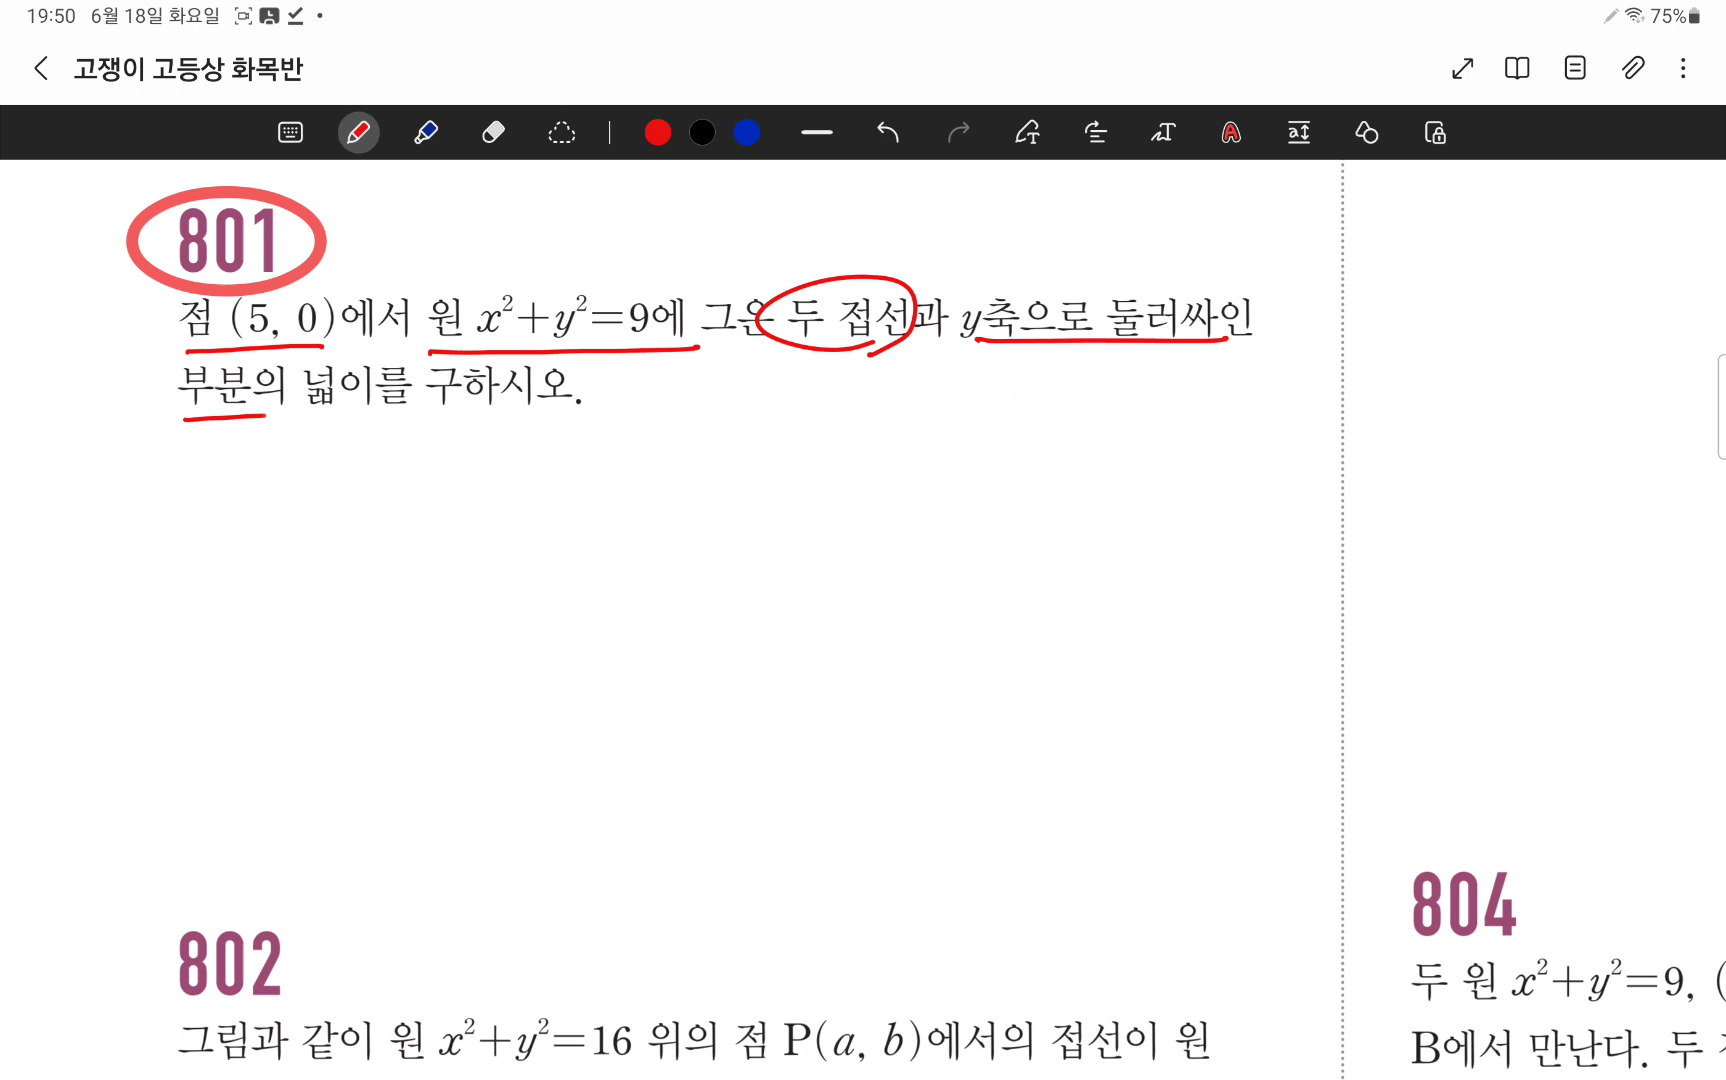 19:50 6월 18일 화요일
75%
고쟁이 고등상 화목반
801
점 (5, 0)에서 원 x²+y²=9에 그은 두 접선과 y축으로 둘러싸인
부분의 넓이를 구하시오.
802
그림과 같이 원 x²+y²=16 위의 점 P(a, b)에서의 접선이 원
804
두 원 x²+y²=9, (
B에서 만난다. 두